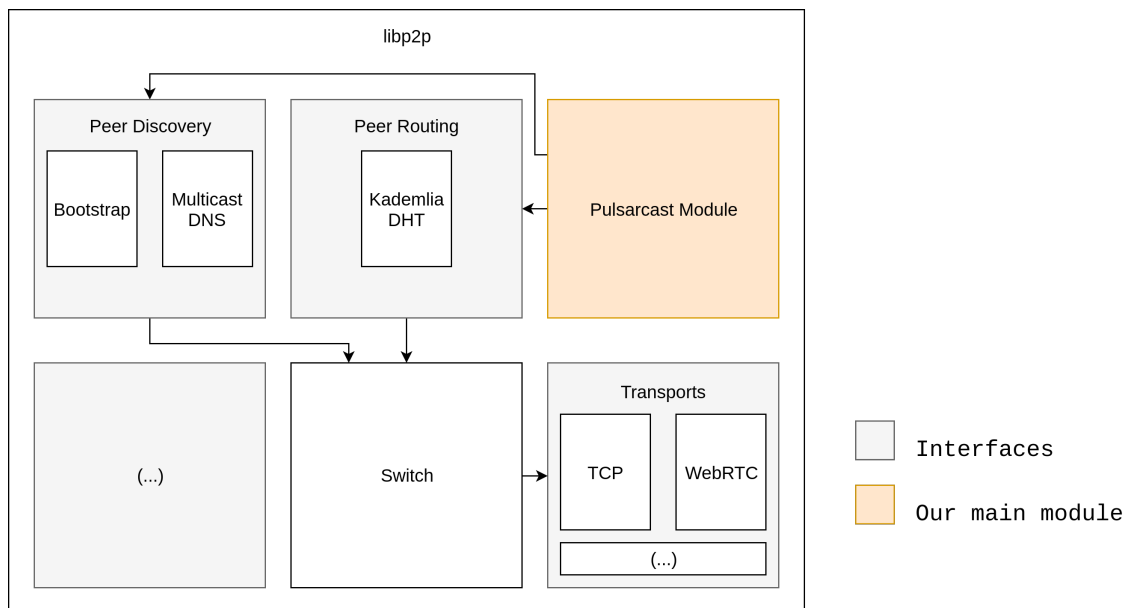 libp2p
Peer Discovery
Bootstrap
Multicast
DNS
Peer Routing
Kademlia
DHT
Pulsarcast Module
(...)
Switch
Transports
TCP
WebRTC
(...)
Interfaces
Our main module